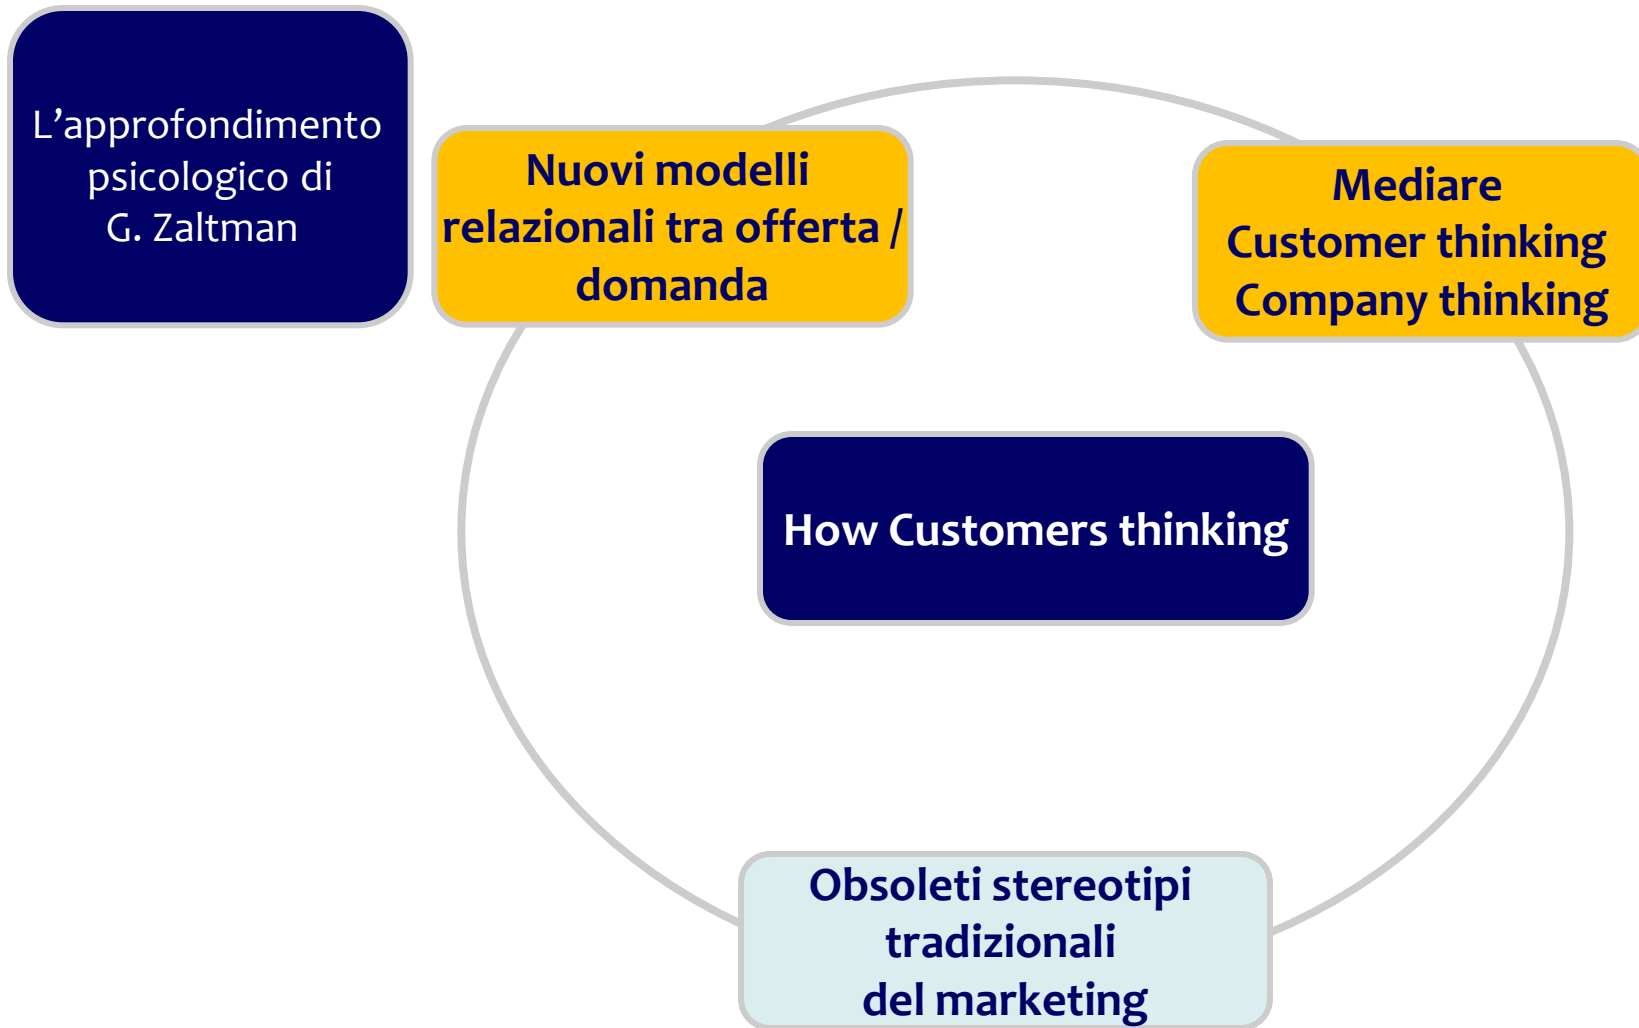 L’approfondimento
psicologico di
G. Zaltman
Nuovi modelli
relazionali tra offerta /
domanda
Mediare
Customer thinking
Company thinking
How Customers thinking
Obsoleti stereotipi
tradizionali
del marketing